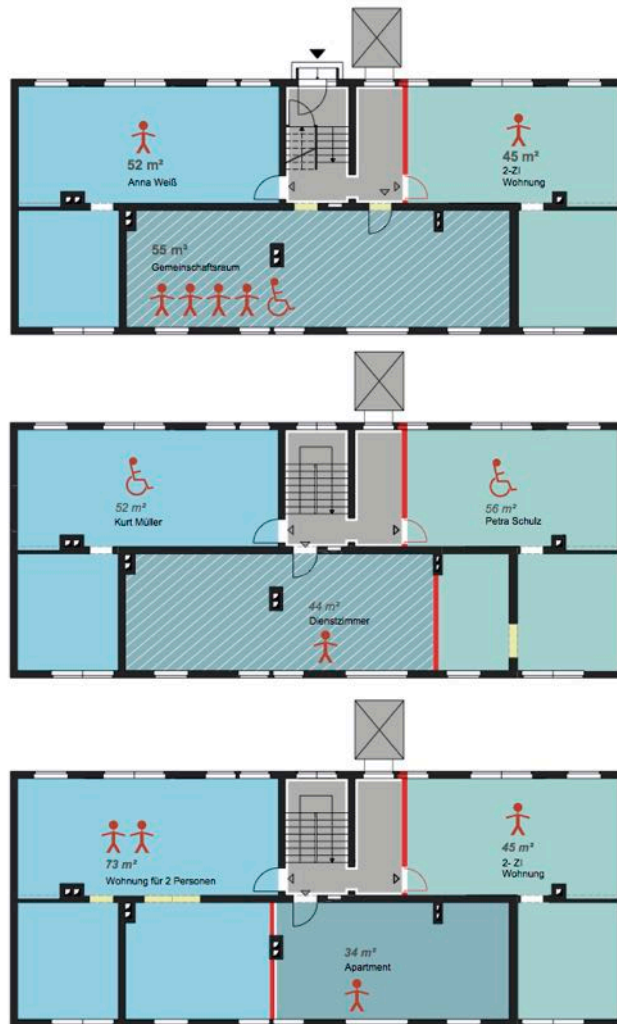 52 m²
Anna Weiß
45 m²
2-ZI
Wohnung
55 m²
Gemeinschaftsraum
52 m²
Kurt Müller
56 m²
Petra Schulz
44 m²
Dienstzimmer
73 m²
Wohnung für 2 Personen
45 m²
2- ZI
Wohnung
34 m²
Apartment